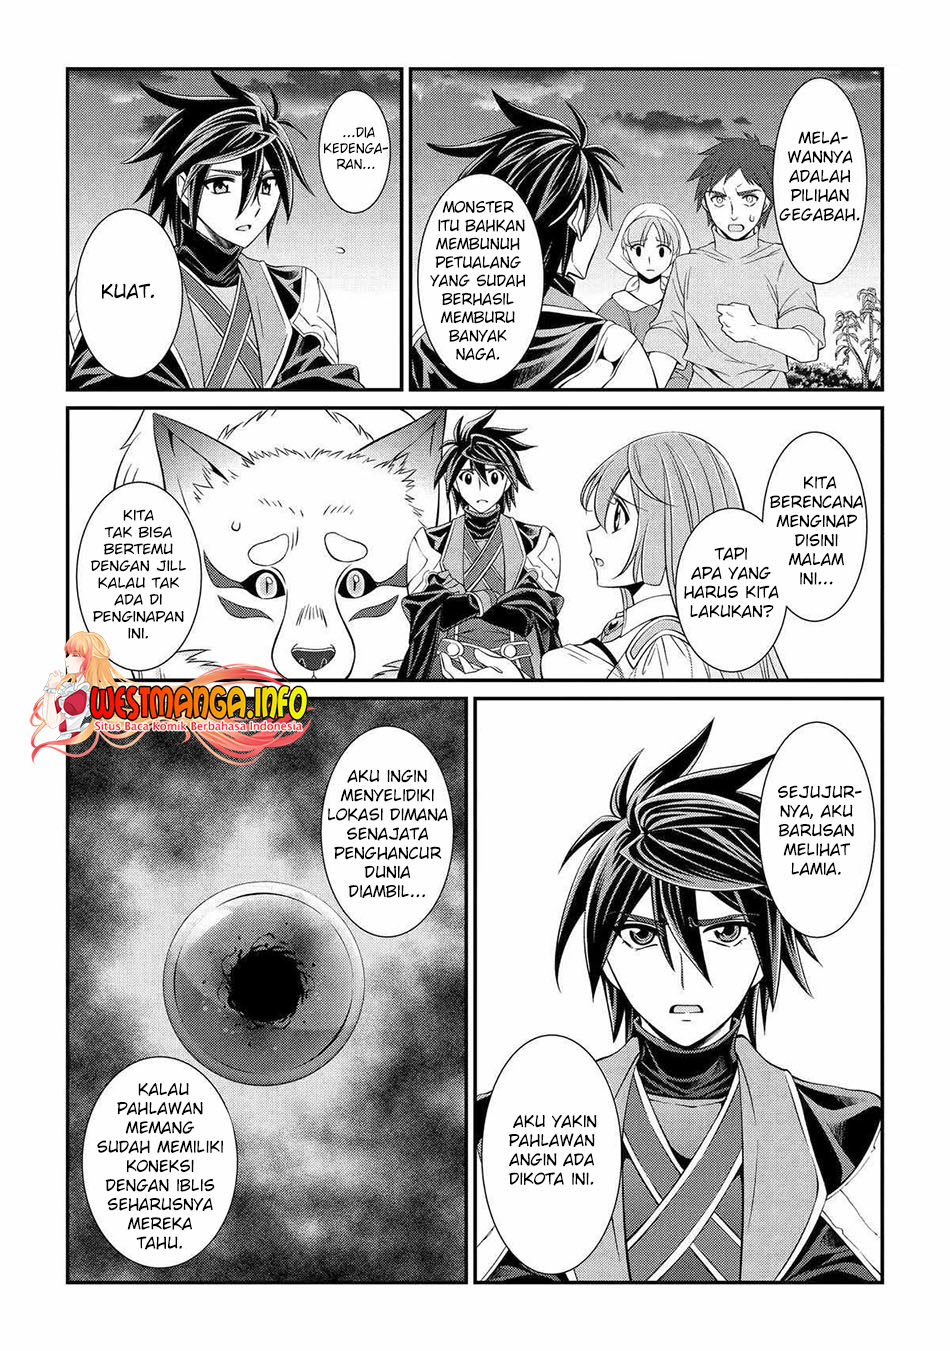 MELA-
WANNYA
ADALAH
PILIHAN
GEGABAH.
MONSTER
ITU BAHKAN
MEMBUNUH
PETUALANG
YANG SUDAH
BERHASIL
MEMBURU
BANYAK
NAGA.
...DIA
KEDENGA-
RAN...
KUAT.
KITA
BERENCANA
MENGINAP
DISINI
MALAM
INI...
TAPI
APA YANG
HARUS KITA
LAKUKAN?
KITA
TAK BISA
BERTEMU
DENGAN JILL
KALAU TAK
ADA DI
PENGINAPAN
INI.
WESTMANGA.INFO
Situs Baca Komik Berbahasa Indonesia
SEJUJUR-
NYA, AKU
BARUSAN
MELIHAT
LAMIA.
AKU YAKIN
PAHLAWAN
ANGIN ADA
DIKOTA INI.
AKU INGIN
MENYELIDIKI
LOKASI DIMANA
SENAJATA
PENGHANCUR
DUNIA
DIAMBIL...
KALAU
PAHLAWAN
MEMANG
SUDAH MEMILIKI
KONEKSI
DENGAN IBLIS
SEHARUSNYA
MEREKA
TAHU.